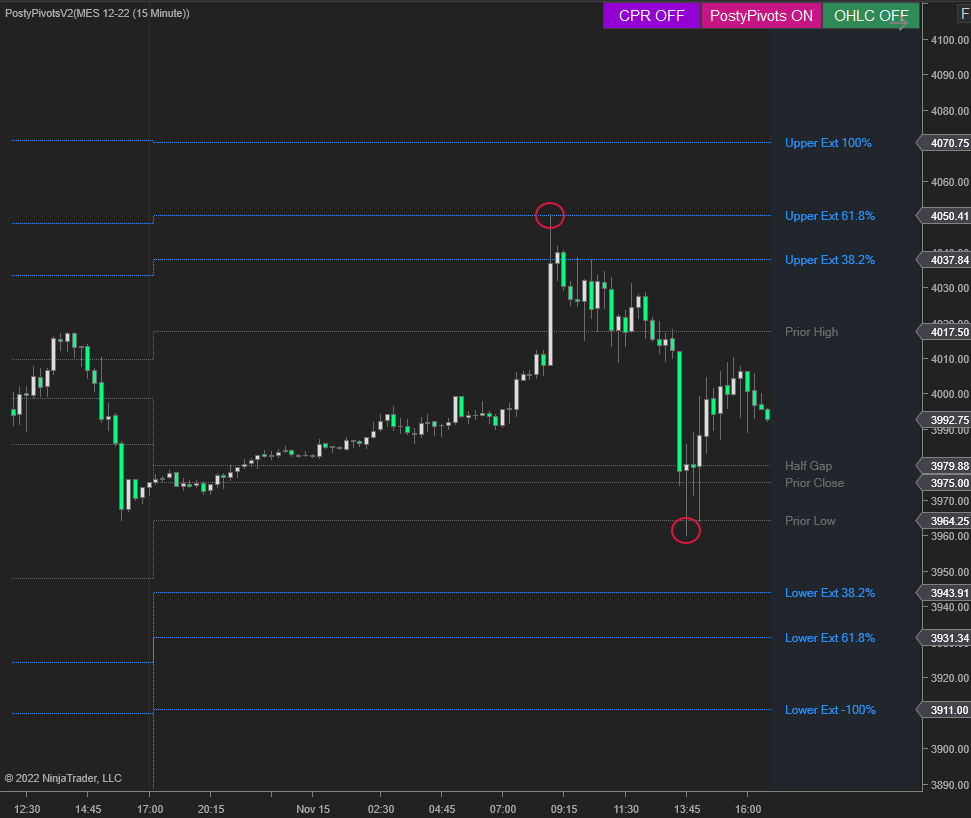 PostyPivotsV2(MES 12-22 (15 Minute))
CPR OFF
PostyPivots ON
OHLC OFF
F
4100.00
4090.00
4080.00
Upper Ext 100%
4070.75
4060.00
Upper Ext 61.8%
4050.41
Upper Ext 38.2%
4037.84
4030.00
Prior High
4017.50
4010.00
4000.00
3992.75
3990.00
Half Gap
3979.88
Prior Close
3975.00
3970.00
Prior Low
3964.25
3960.00
3950.00
Lower Ext 38.2%
3943.91
3940.00
Lower Ext 61.8%
3931.34
3920.00
Lower Ext -100%
3911.00
3900.00
© 2022 NinjaTrader, LLC
3890.00
12:30
14:45
17:00
20:15
Nov 15
02:30
04:45
07:00
09:15
11:30
13:45
16:00